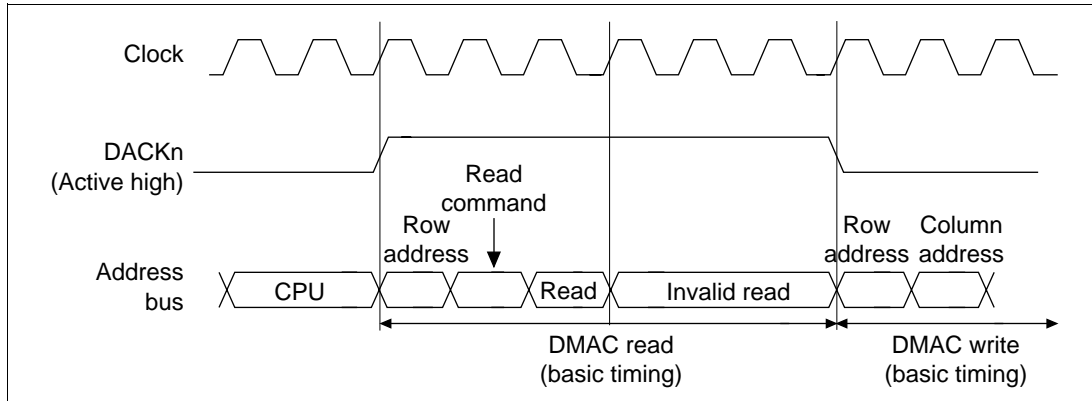 Clock
DACKn
(Active high)
Read
command
Row
address
Row
address
Column
address
Address
bus
CPU
Read
Invalid read
DMAC read
(basic timing)
DMAC write
(basic timing)